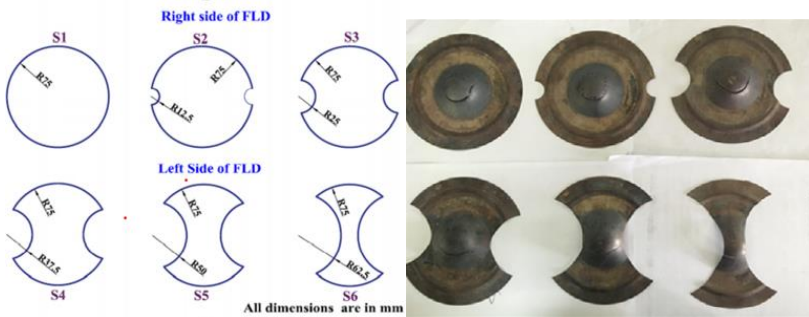 Right side of FLD
S1
S2
S3
R75
R75
R75
R12.5
R25
Left Side of FLD
R75
R75
R75
R37.5
R50
R62.5
S4
S5
S6
All dimensions are in mm